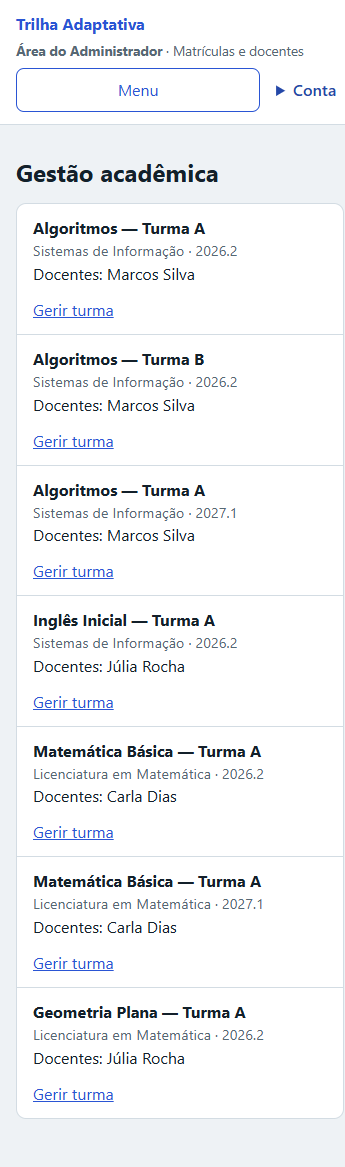 Trilha Adaptativa
Área do Administrador · Matrículas e docentes
Menu
▶ Conta
Gestão acadêmica
Algoritmos — Turma A
Sistemas de Informação · 2026.2
Docentes: Marcos Silva
Gerir turma
Algoritmos — Turma B
Sistemas de Informação · 2026.2
Docentes: Marcos Silva
Gerir turma
Algoritmos — Turma A
Sistemas de Informação · 2027.1
Docentes: Marcos Silva
Gerir turma
Inglês Inicial — Turma A
Sistemas de Informação · 2026.2
Docentes: Júlia Rocha
Gerir turma
Matemática Básica — Turma A
Licenciatura em Matemática · 2026.2
Docentes: Carla Dias
Gerir turma
Matemática Básica — Turma A
Licenciatura em Matemática · 2027.1
Docentes: Carla Dias
Gerir turma
Geometria Plana — Turma A
Licenciatura em Matemática · 2026.2
Docentes: Júlia Rocha
Gerir turma